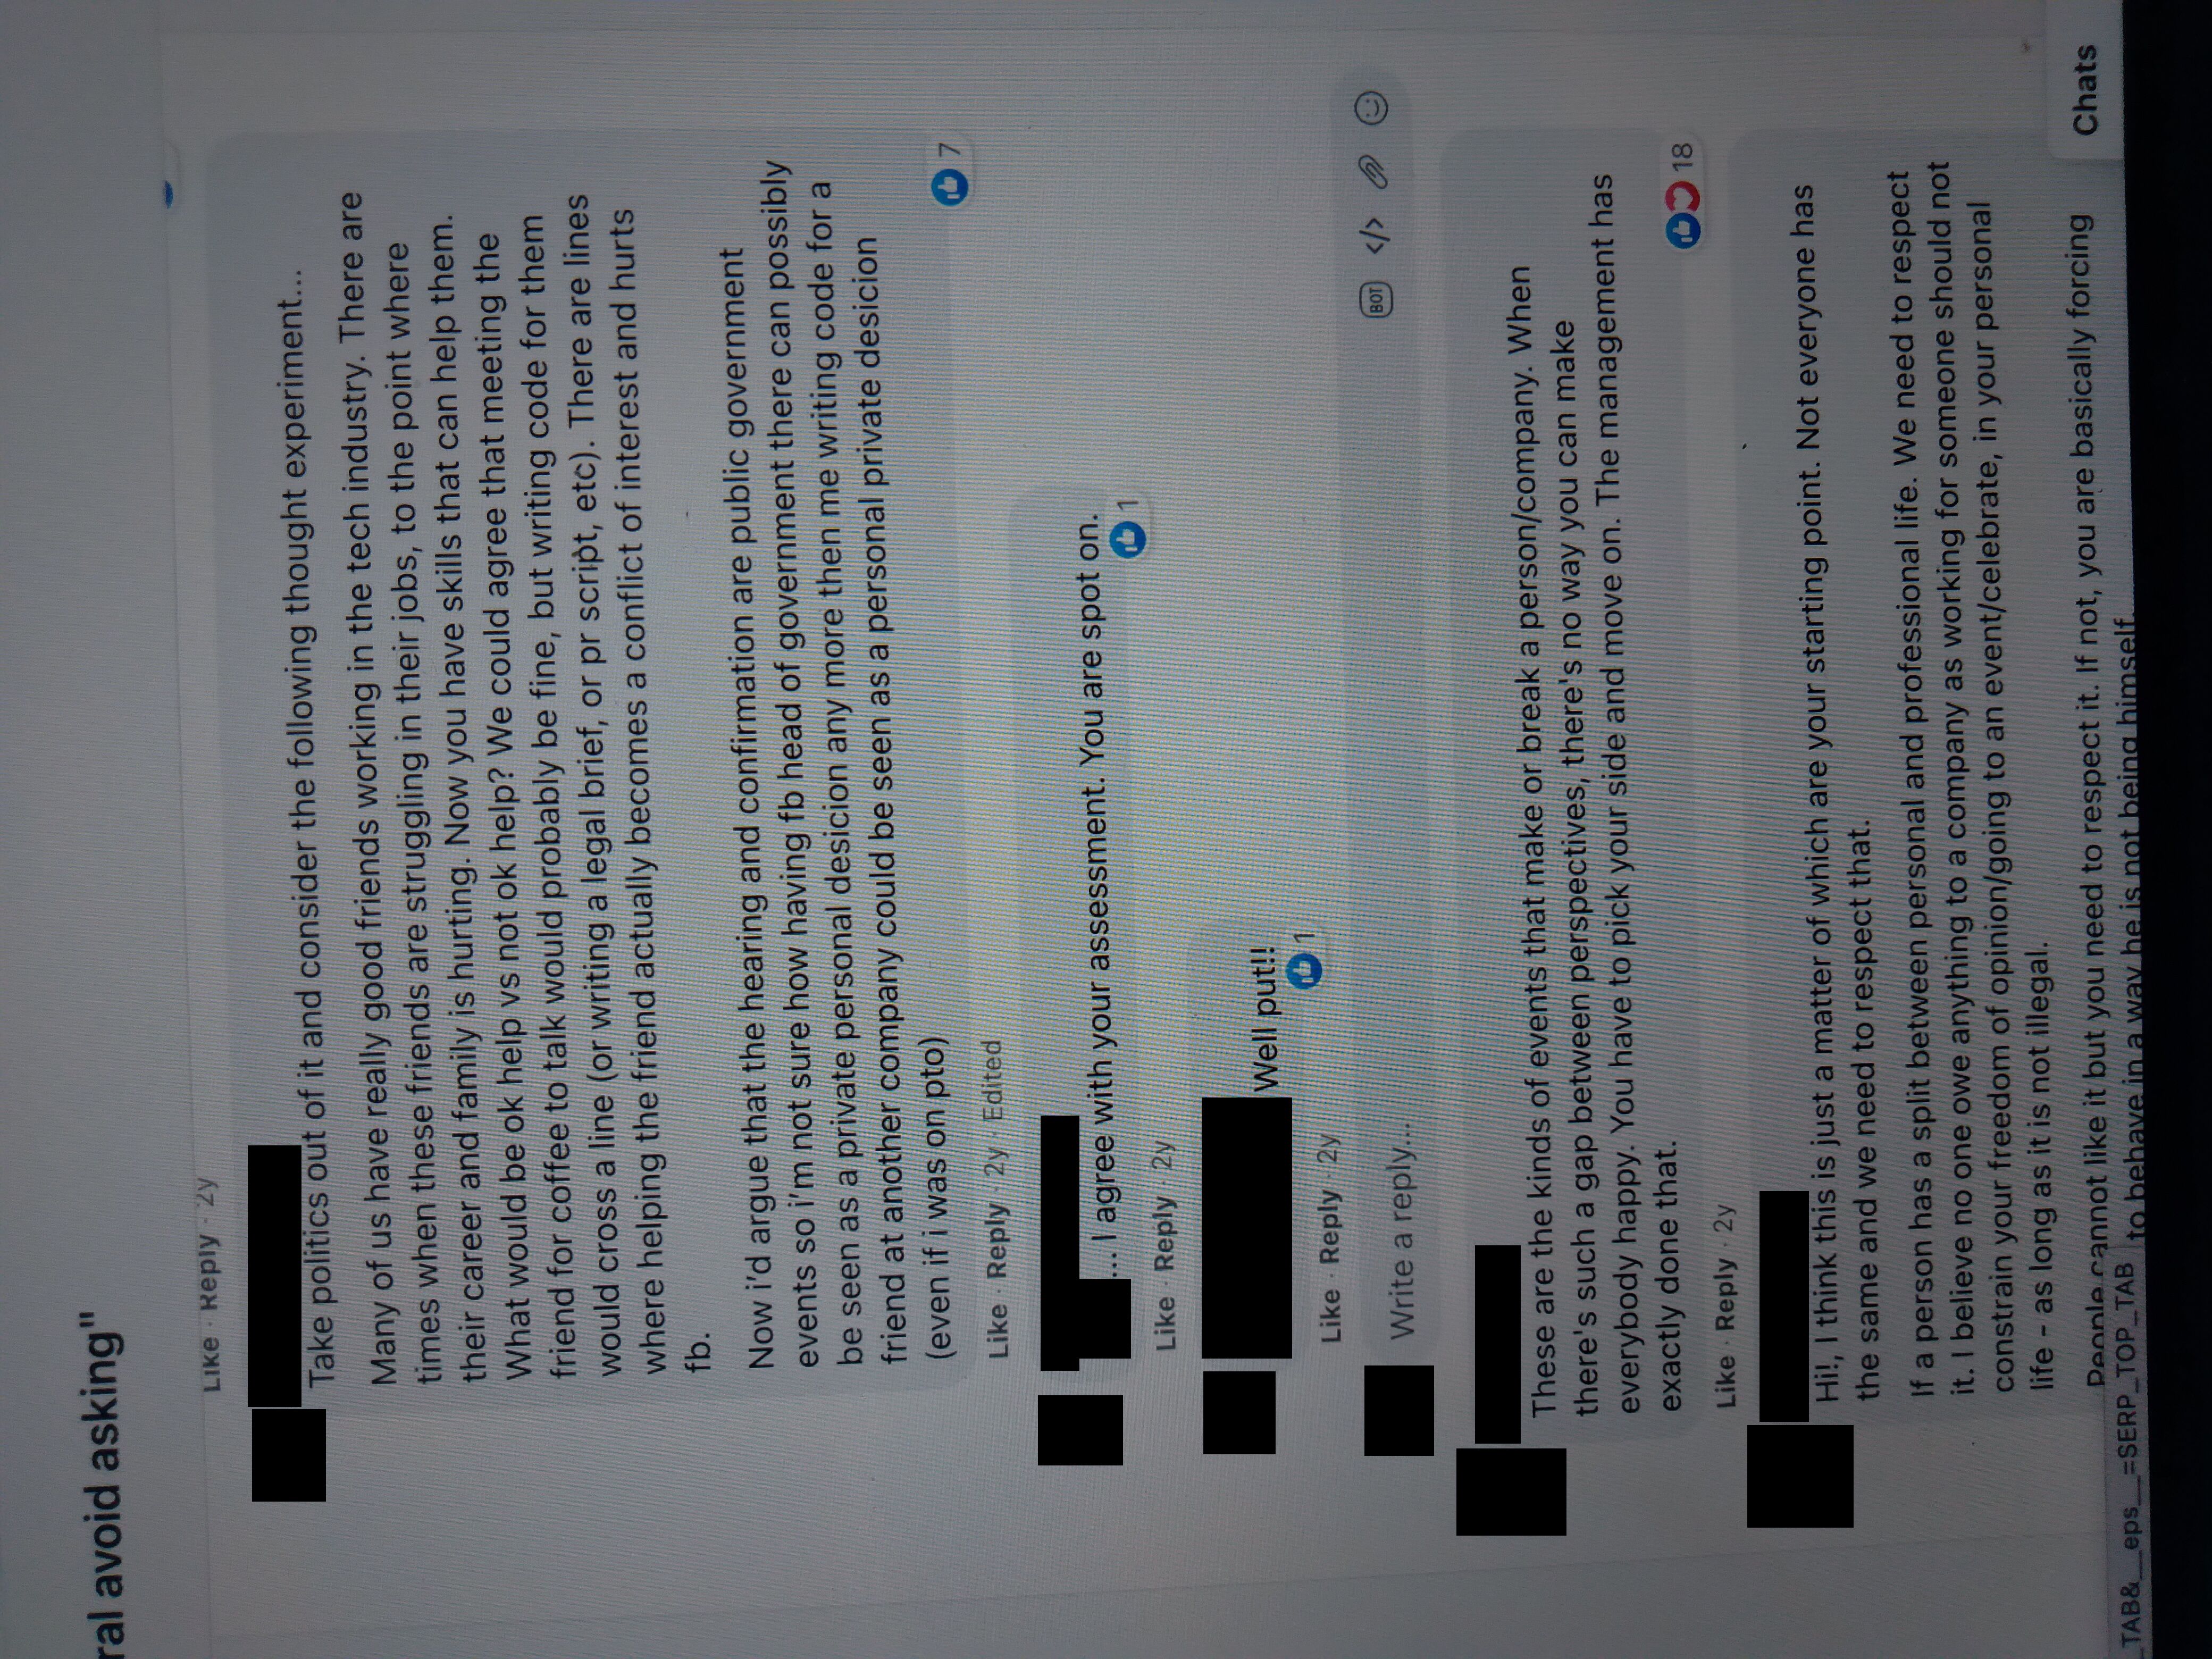 ral avoid asking"
Like · Reply · 2y
Take politics out of it and consider the following thought experiment...
Many of us have really good friends working in the tech industry. There are
times when these friends are struggling in their jobs, to the point where
their career and family is hurting. Now you have skills that can help them.
What would be ok help vs not ok help? We could agree that meeting the
friend for coffee to talk would probably be fine, but writing code for them
would cross a line (or writing a legal brief, or pr script, etc). There are lines
where helping the friend actually becomes a conflict of interest and hurts
fb.
Now i'd argue that the hearing and confirmation are public government
events so i'm not sure how having fb head of government there can possibly
be seen as a private personal desicion any more then me writing code for a
friend at another company could be seen as a personal private desicion
(even if i was on pto)
7
Like · Reply · 2y · Edited
... I agree with your assessment. You are spot on.
1
Like · Reply · 2y
Well put!!
1
Like · Reply · 2y
Write a reply...
BOT </>
These are the kinds of events that make or break a person/company. When
there's such a gap between perspectives, there's no way you can make
everybody happy. You have to pick your side and move on. The management has
exactly done that.
18
Like · Reply · 2y
Hi!, I think this is just a matter of which are your starting point. Not everyone has
the same and we need to respect that.
If a person has a split between personal and professional life. We need to respect
it. I believe no one owe anything to a company as working for someone should not
constrain your freedom of opinion/going to an event/celebrate, in your personal
life - as long as it is not illegal.
People cannot like it but you need to respect it. If not, you are basically forcing
to behave in a way he is not being himself.
Chats
_TAB&__eps__=SERP_TOP_TAB